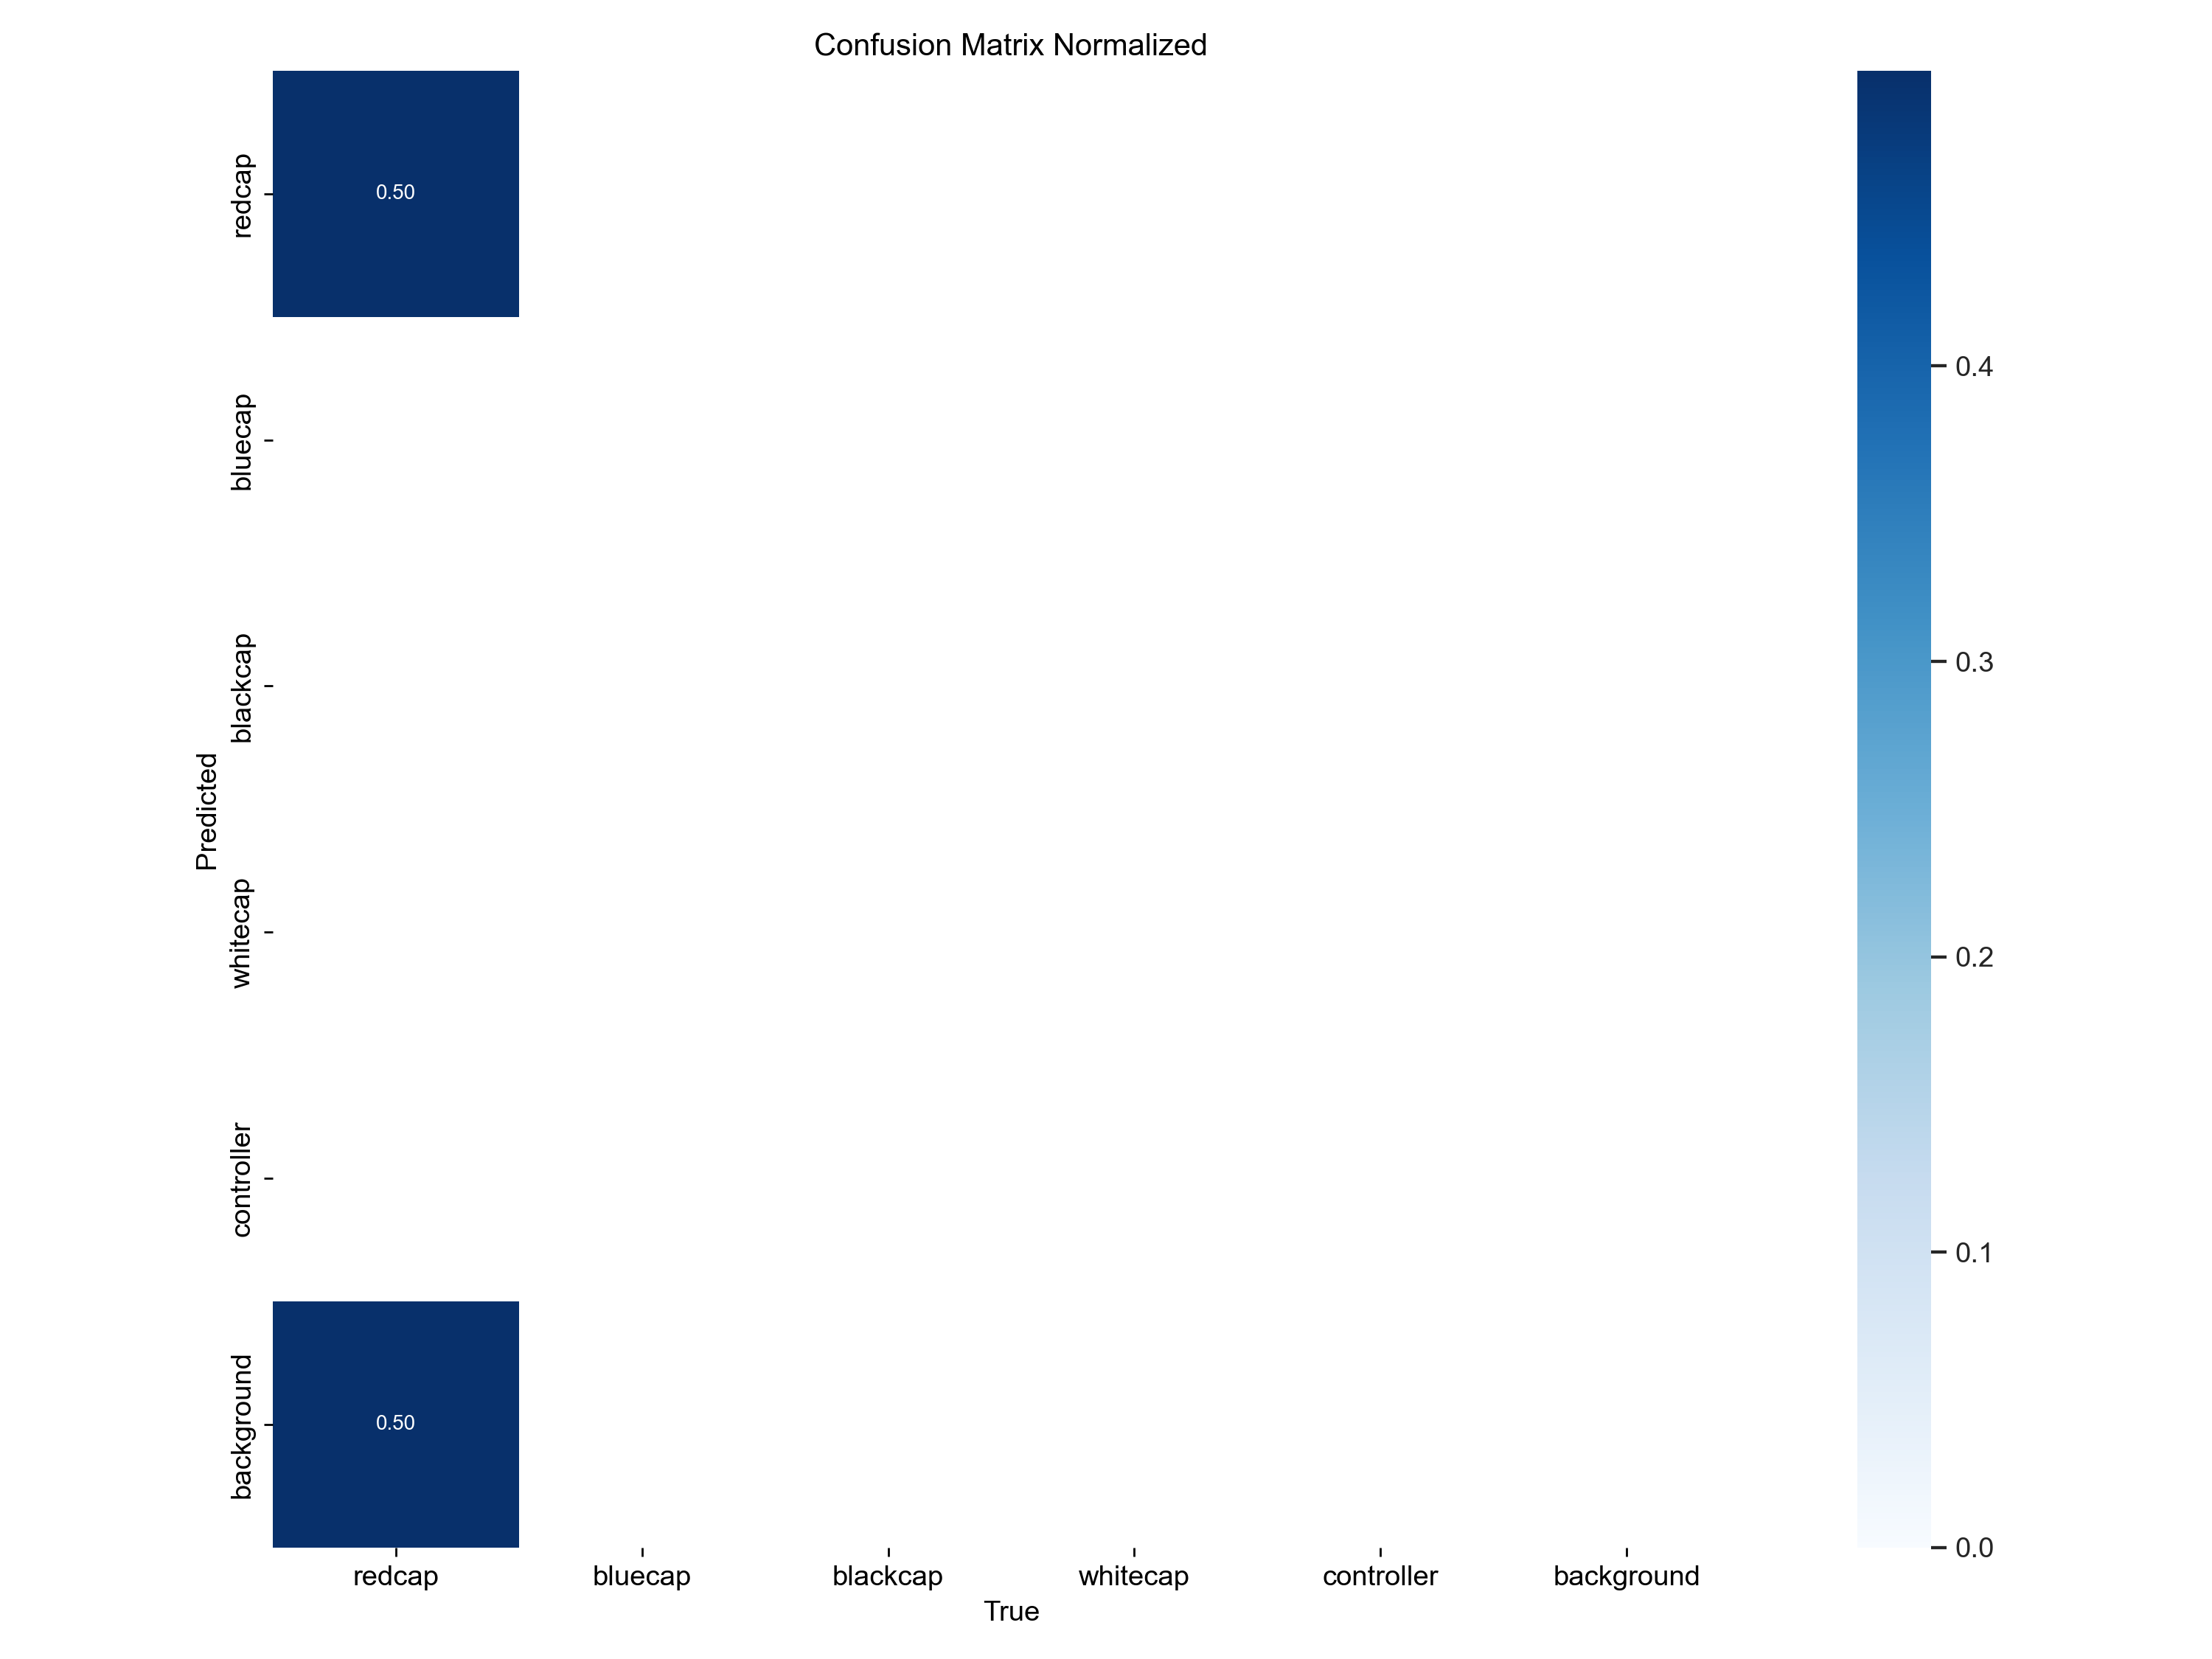 Confusion Matrix Normalized
redcap
0.50
bluecap
blackcap
Predicted
whitecap
controller
background
0.50
redcap bluecap blackcap whitecap controller background
True
0.4
0.3
0.2
0.1
0.0